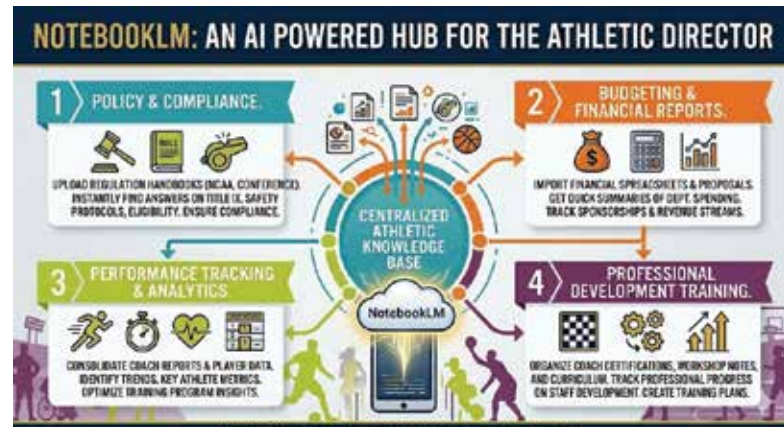 NOTEBOOKLM: AN AI POWERED HUB FOR THE ATHLETIC DIRECTOR
1 POLICY & COMPLIANCE.
UPLOAD REGULATION HANDBOOKS (NCAA, CONFERENCE).
INSTANTLY FIND ANSWERS ON TITLE IX, SAFETY
PROTOCOLS, ELIGIBILITY. ENSURE COMPLIANCE.
2 BUDGETING &
FINANCIAL REPORTS.
IMPORT FINANCIAL SPREADSHEETS & PROPOSALS.
GET QUICK SUMMARIES OF DEPT. SPENDING.
TRACK SPONSORSHIPS & REVENUE STREAMS.
CENTRALIZED
ATHLETIC
KNOWLEDGE
BASE
NotebookLM
3 PERFORMANCE TRACKING
& ANALYTICS
CONSOLIDATE COACH REPORTS & PLAYER DATA.
IDENTIFY TRENDS. KEY ATHLETE METRICS.
OPTIMIZE TRAINING PROGRAM INSIGHTS.
4 PROFESSIONAL
DEVELOPMENT TRAINING.
ORGANIZE COACH CERTIFICATIONS, WORKSHOP NOTES,
AND CURRICULUM. TRACK PROFESSIONAL PROGRESS
ON STAFF DEVELOPMENT. CREATE TRAINING PLANS.